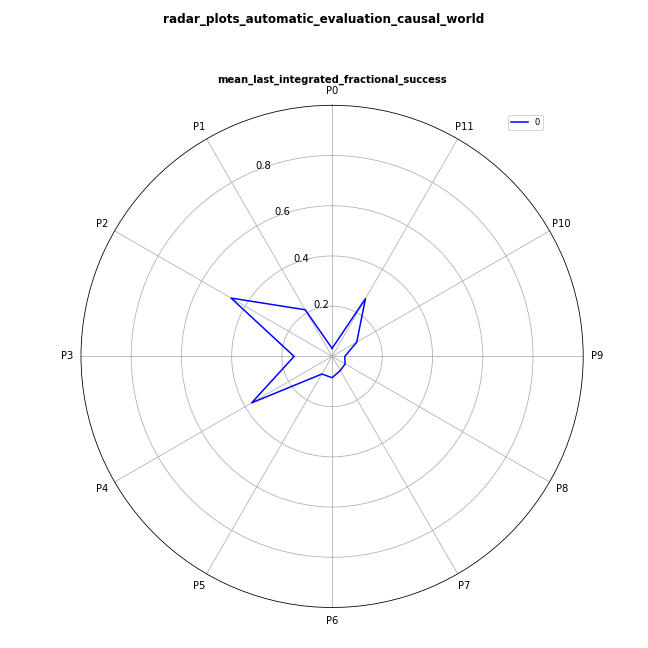 radar_plots_automatic_evaluation_causal_world
mean_last_integrated_fractional_success
P0
P1
P11
0
0.8
P2
0.6
P10
0.4
0.2
P3
P9
P4
P8
P5
P7
P6